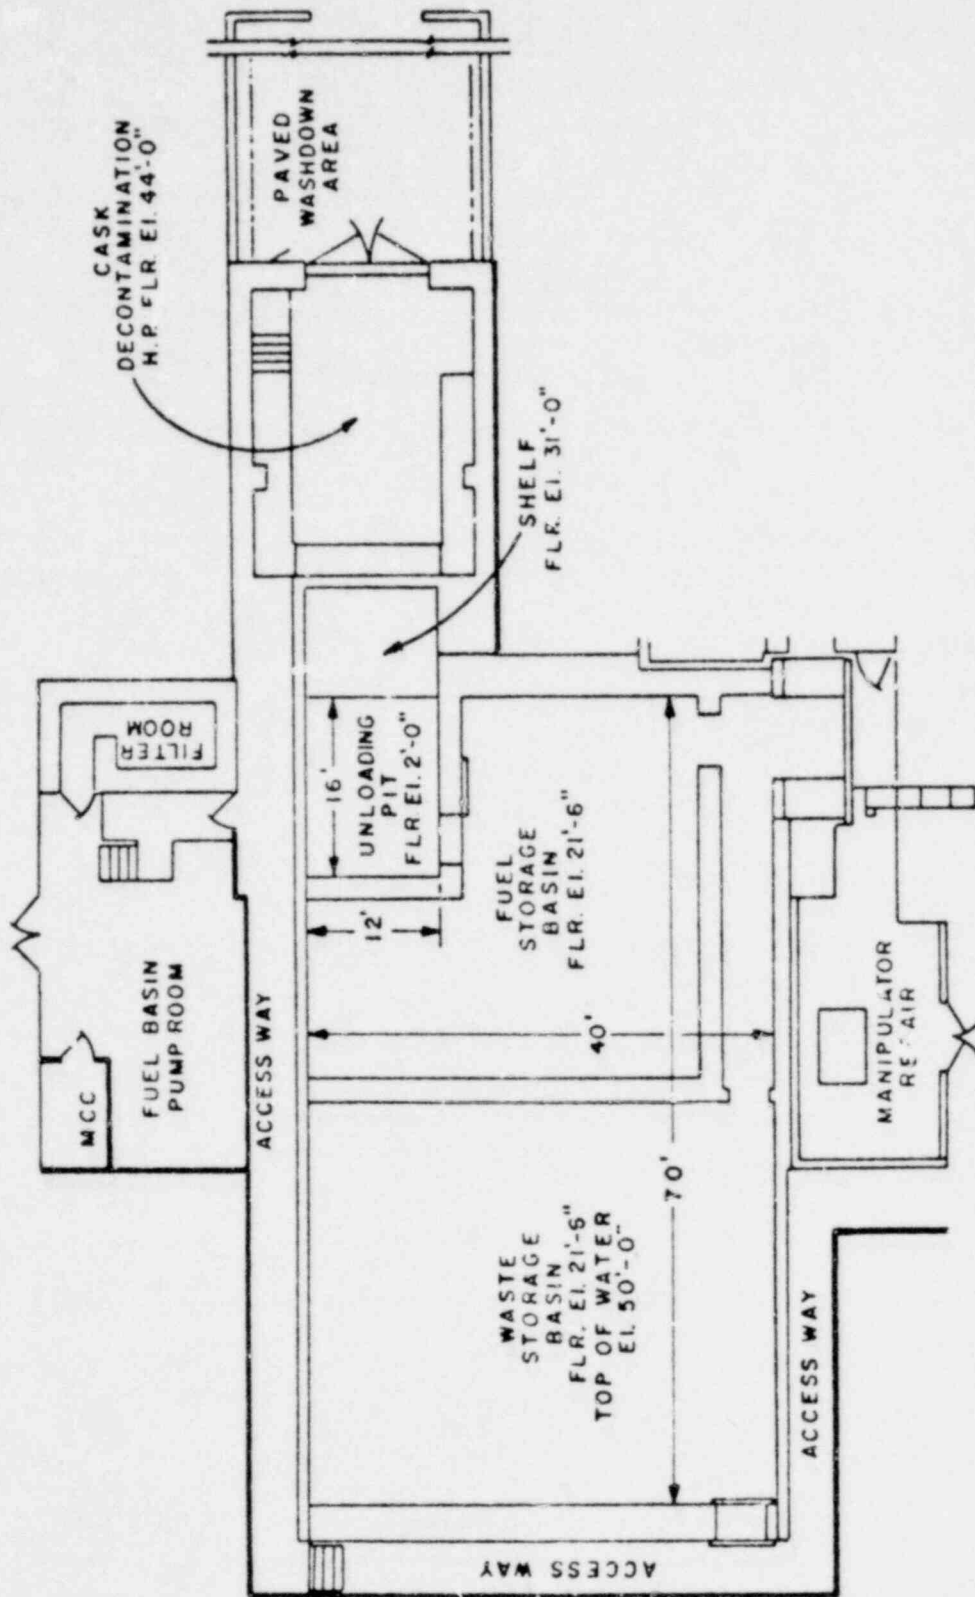 CASK
DECONTAMINATION
H.P. FLR. El. 44'-0"
PAVED
WASHDOWN
AREA
SHELF
FLR. El. 31'-0"
FILTER
ROOM
16'
UNLOADING
PIT
FLR El. 2'-0"
12'
FUEL
STORAGE
BASIN
FLR. El. 21'-6"
40'
MCC
FUEL BASIN
PUMP ROOM
ACCESS WAY
MANIPULATOR
70'
WASTE
STORAGE
BASIN
FLR. El. 21'-6"
TOP OF WATER
El. 50'-0"
ACCESS WAY
ACCESS WAY